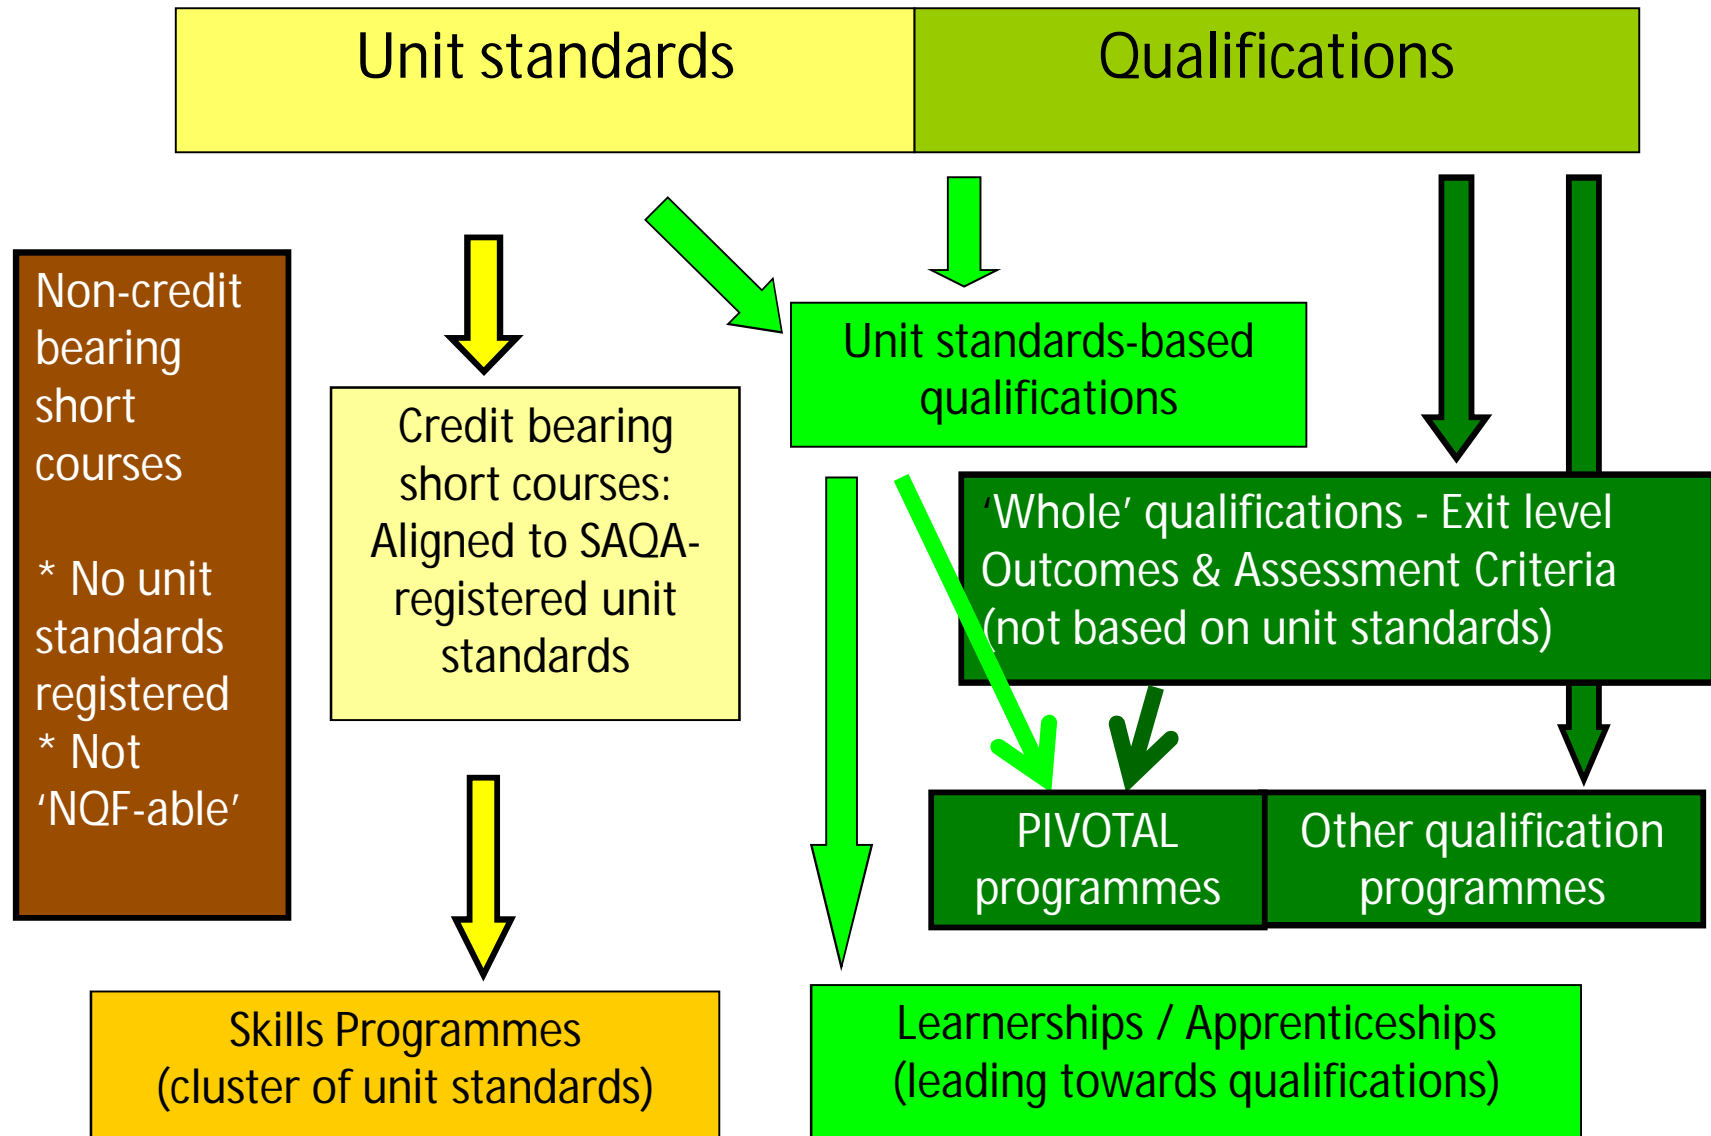 Unit standards
Qualifications
Non-credit
bearing
short
courses
* No unit
standards
registered
* Not
‘NQF-able’
Credit bearing
short courses:
Aligned to SAQA-
registered unit
standards
Unit standards-based
qualifications
‘Whole’ qualifications - Exit level
Outcomes & Assessment Criteria
(not based on unit standards)
PIVOTAL
programmes
Other qualification
programmes
Skills Programmes
(cluster of unit standards)
Learnerships / Apprenticeships
(leading towards qualifications)